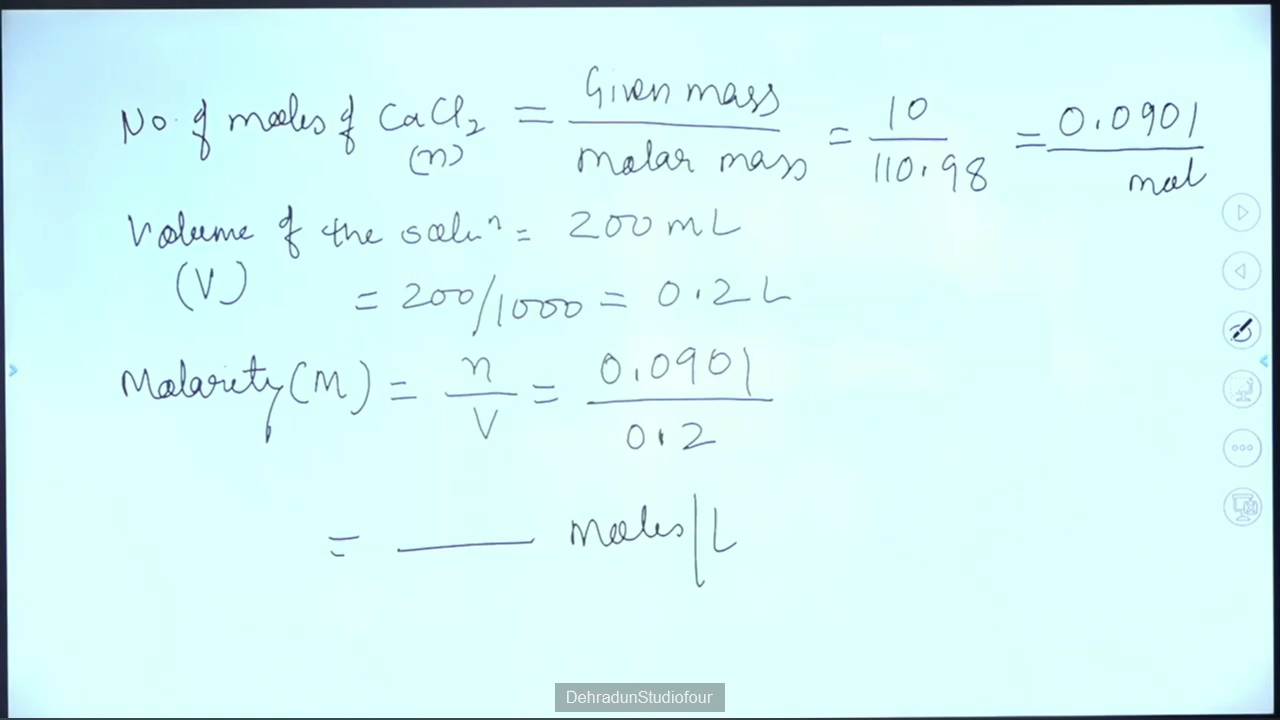 No. of moles of CaCl₂ (n) = Given mass / molar mass = 10 / 110.98 = 0.0901 mol
Volume of the soluⁿ = 200 mL
(V) = 200/1000 = 0.2 L
Molarity (M) = n / V = 0.0901 / 0.2
= ____ moles/L
DehradunStudiofour